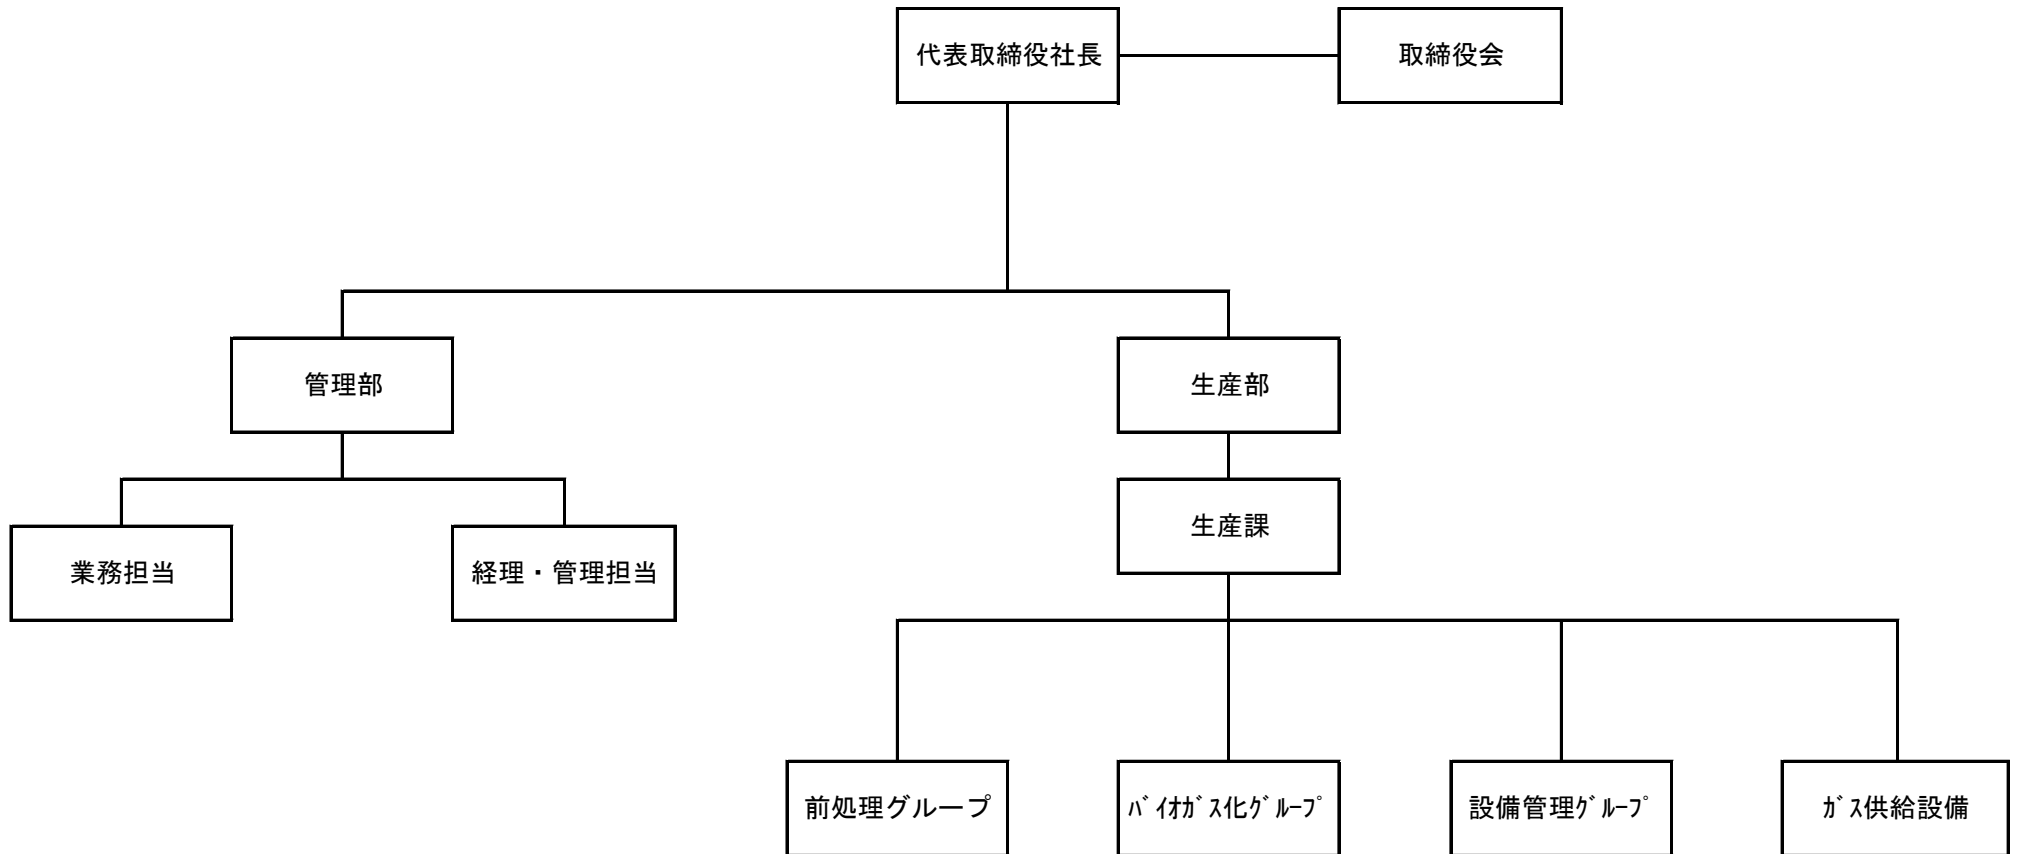 代表取締役社長
取締役会
管理部
生産部
生産課
業務担当
経理・管理担当
前処理グループ
ﾊﾞｲｵｶﾞｽ化ｸﾞﾙｰﾌﾟ
設備管理ｸﾞﾙｰﾌﾟ
ｶﾞｽ供給設備